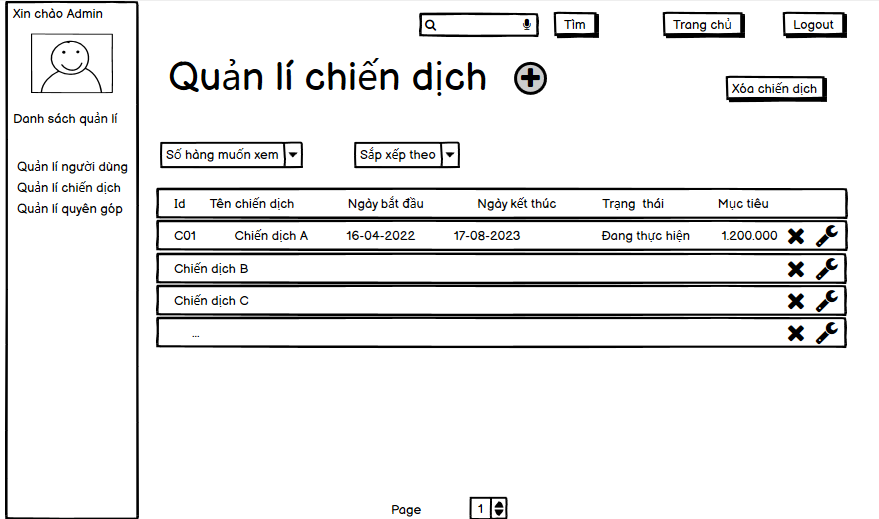 Xin chào Admin
Tìm
Trang chủ
Logout
Quản lí chiến dịch
Xóa chiến dịch
Danh sách quản lí
Quản lí người dùng
Quản lí chiến dịch
Quản lí quyên góp
Số hàng muốn xem
Sắp xếp theo
Id Tên chiến dịch Ngày bắt đầu Ngày kết thúc Trạng thái Mục tiêu
C01 Chiến dịch A 16-04-2022 17-08-2023 Đang thực hiện 1.200.000
Chiến dịch B
Chiến dịch C
...
Page 1